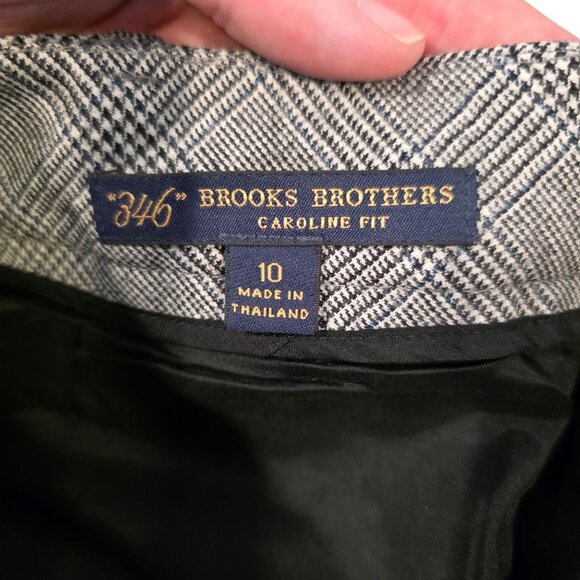 "346" BROOKS BROTHERS
CAROLINE FIT
10
MADE IN
THAILAND